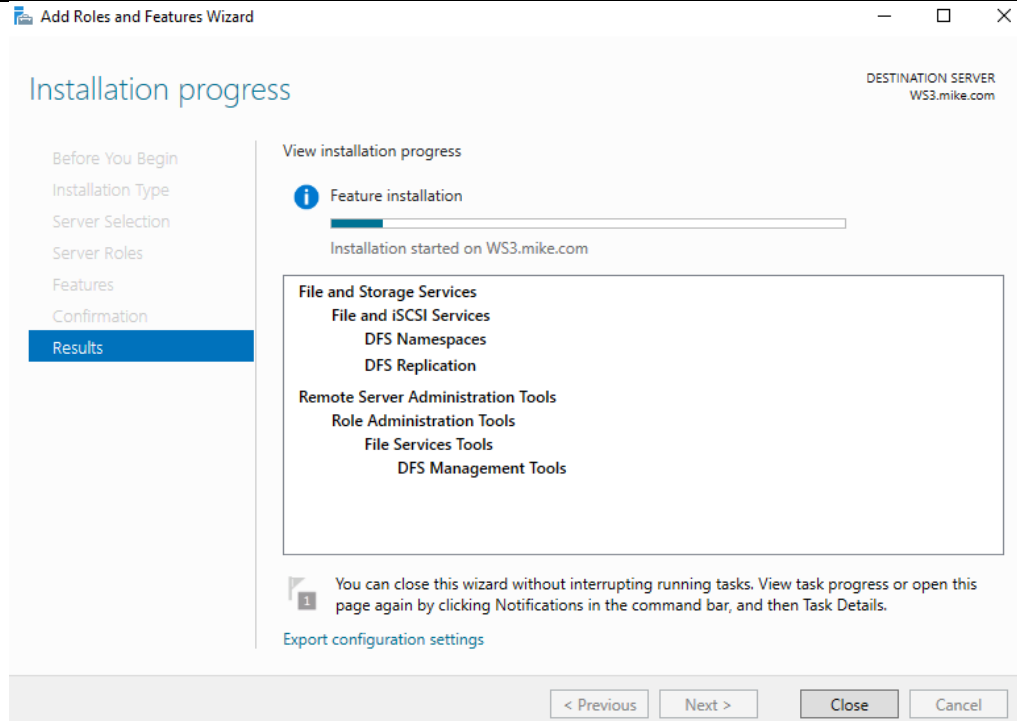 Add Roles and Features Wizard
Installation progress
DESTINATION SERVER
WS3.mike.com
Before You Begin
Installation Type
Server Selection
Server Roles
Features
Confirmation
Results
View installation progress
Feature installation
Installation started on WS3.mike.com
File and Storage Services
File and iSCSI Services
DFS Namespaces
DFS Replication
Remote Server Administration Tools
Role Administration Tools
File Services Tools
DFS Management Tools
1
You can close this wizard without interrupting running tasks. View task progress or open this
page again by clicking Notifications in the command bar, and then Task Details.
Export configuration settings
< Previous
Next >
Close
Cancel